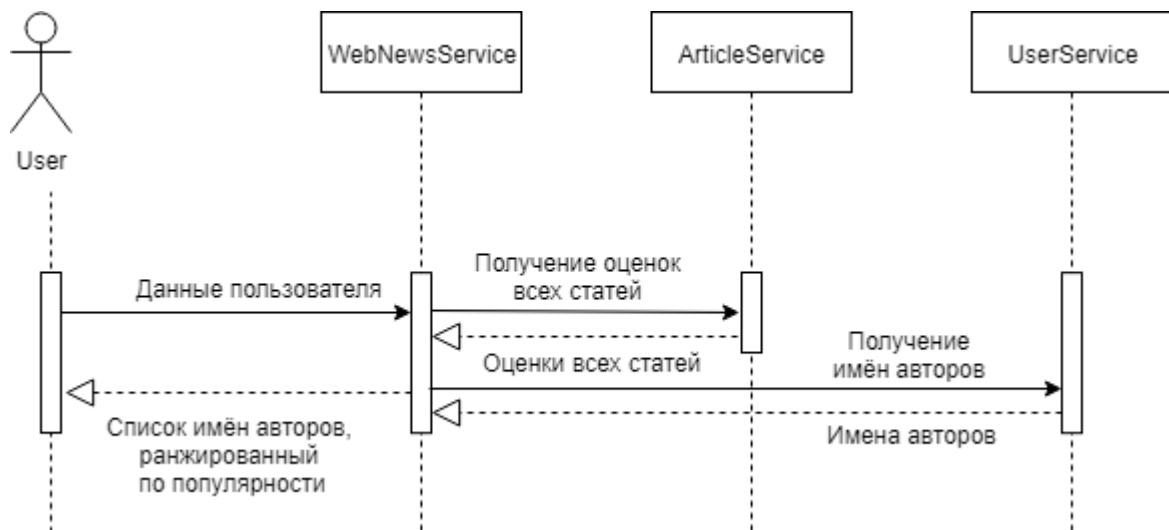 WebNewsService
ArticleService
UserService
User
Данные пользователя
Получение оценок
всех статей
Оценки всех статей
Получение
имён авторов
Список имён авторов,
ранжированный
по популярности
Имена авторов